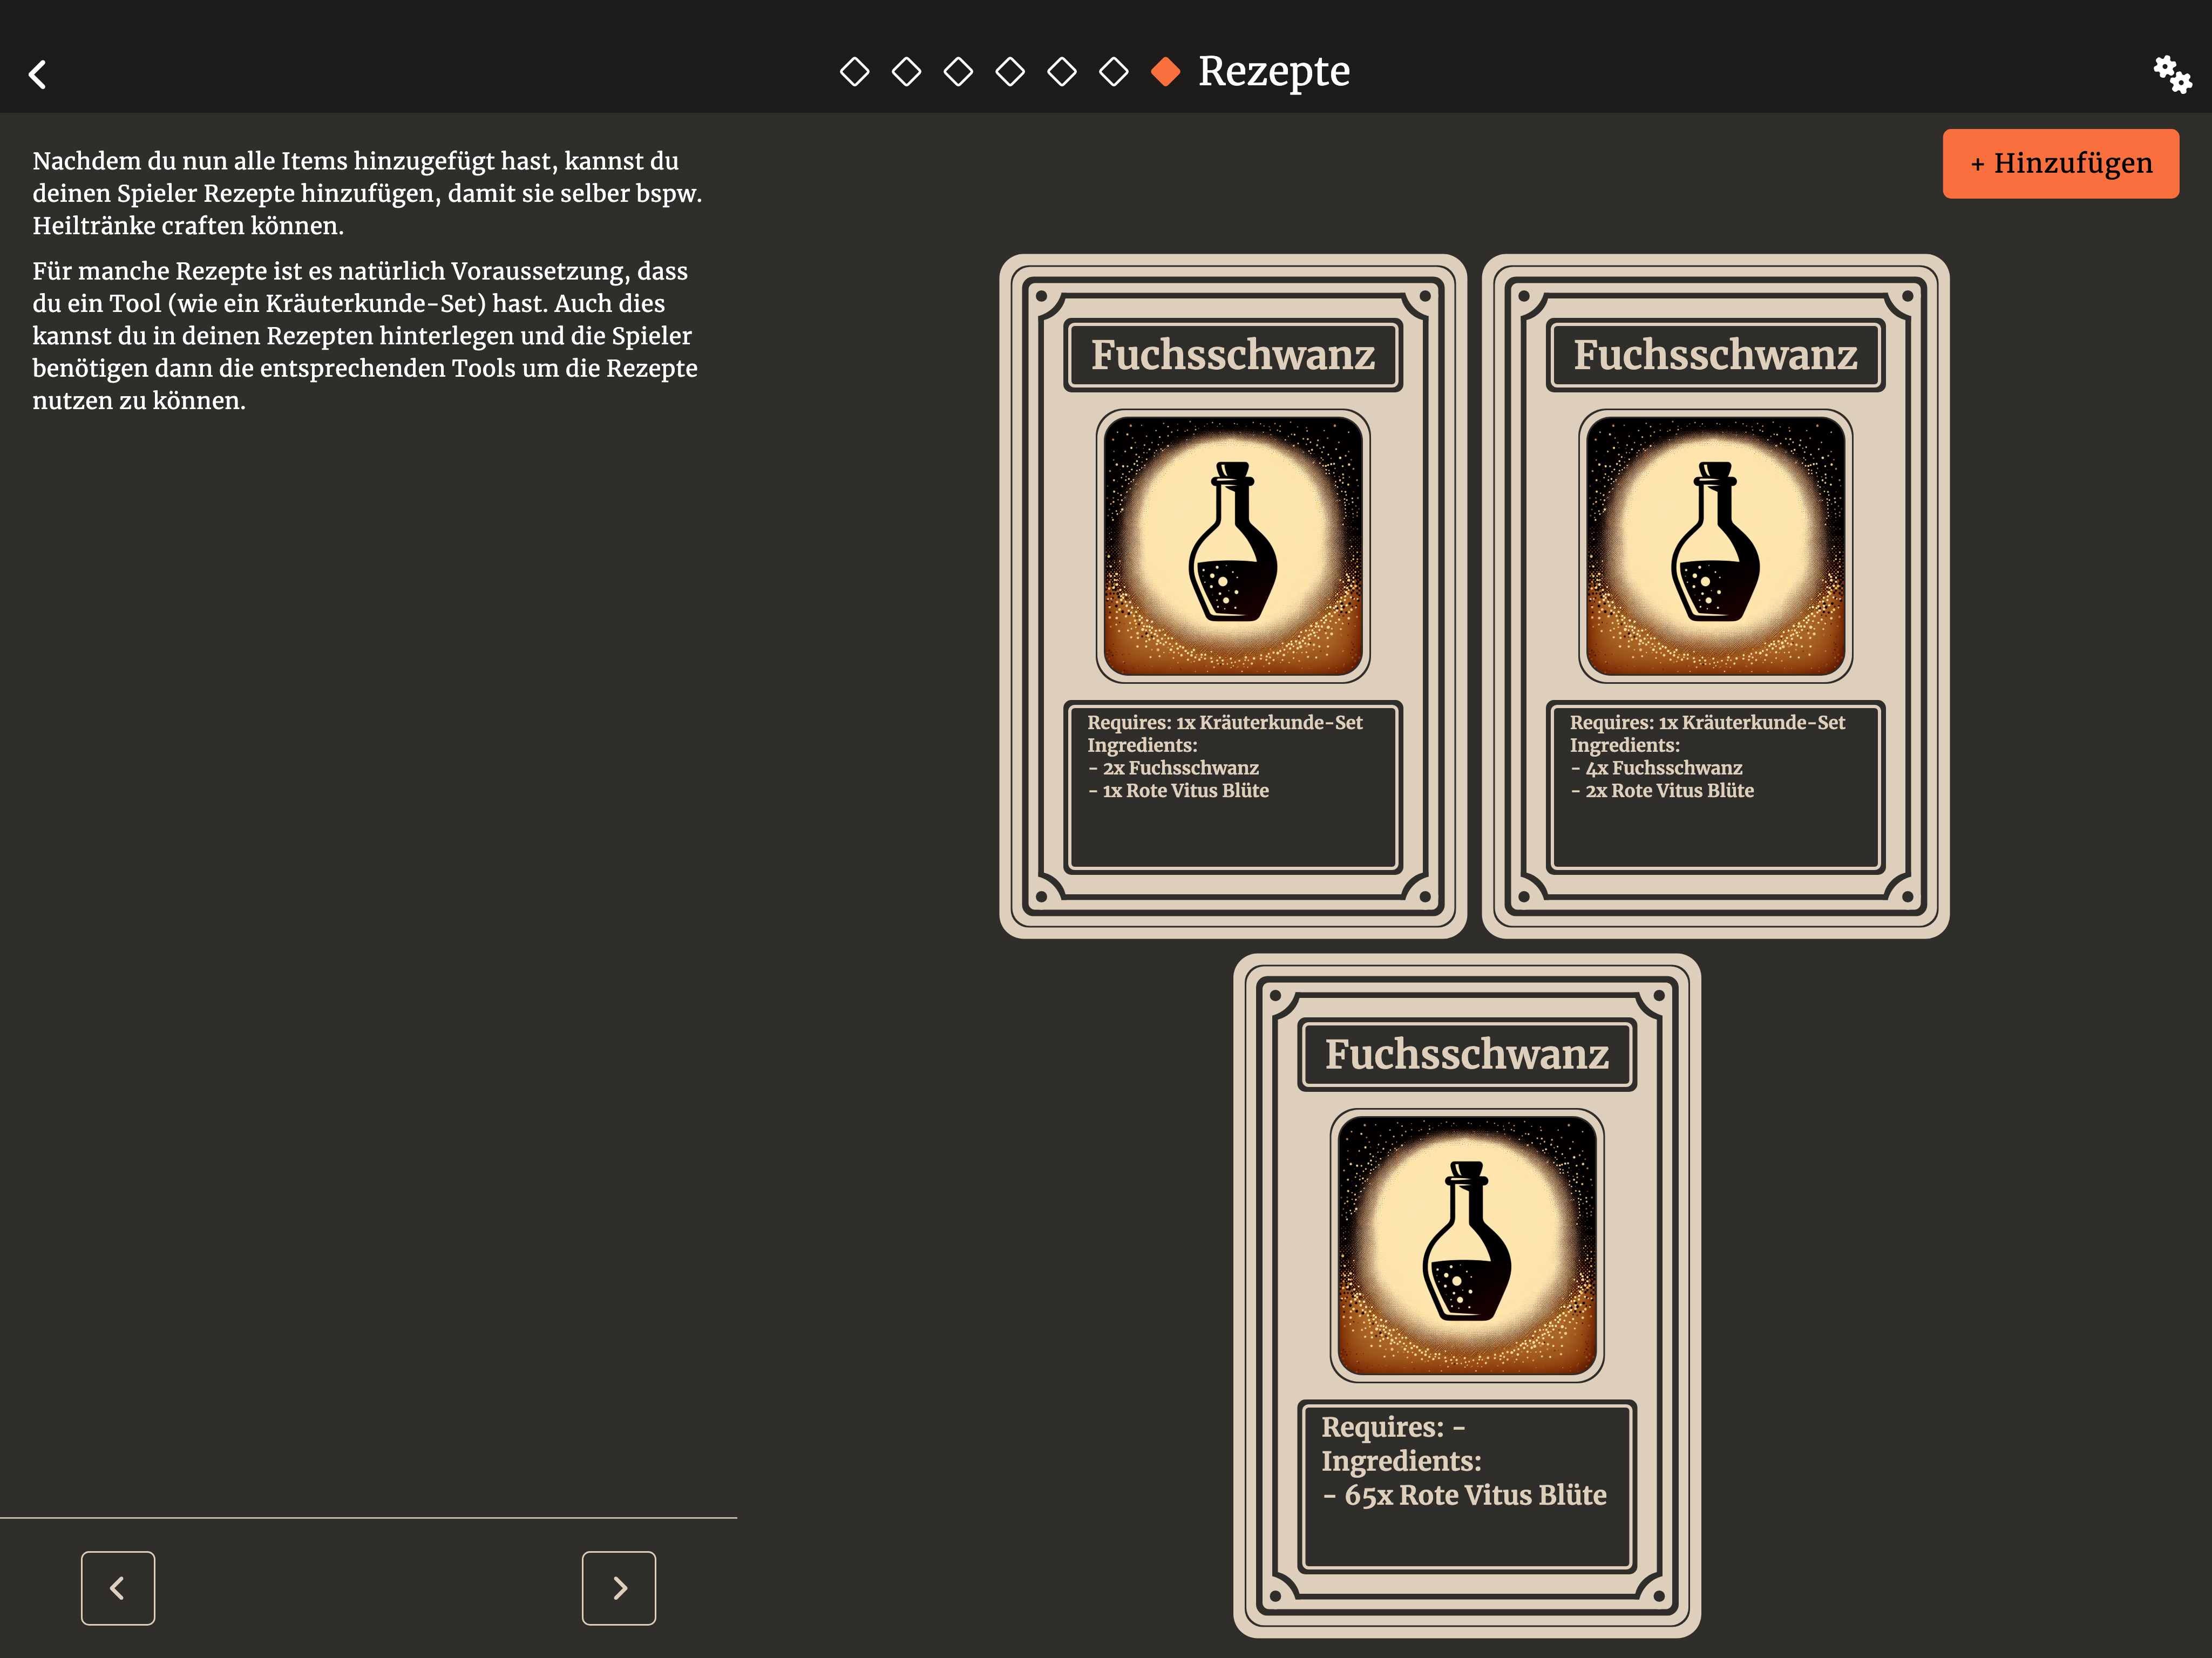 Rezepte
+ Hinzufügen
Nachdem du nun alle Items hinzugefügt hast, kannst du
deinen Spieler Rezepte hinzufügen, damit sie selber bspw.
Heiltränke craften können.
Für manche Rezepte ist es natürlich Voraussetzung, dass
du ein Tool (wie ein Kräuterkunde-Set) hast. Auch dies
kannst du in deinen Rezepten hinterlegen und die Spieler
benötigen dann die entsprechenden Tools um die Rezepte
nutzen zu können.
Fuchsschwanz
Requires: 1x Kräuterkunde-Set
Ingredients:
- 2x Fuchsschwanz
- 1x Rote Vitus Blüte
Fuchsschwanz
Requires: 1x Kräuterkunde-Set
Ingredients:
- 4x Fuchsschwanz
- 2x Rote Vitus Blüte
Fuchsschwanz
Requires: -
Ingredients:
- 65x Rote Vitus Blüte